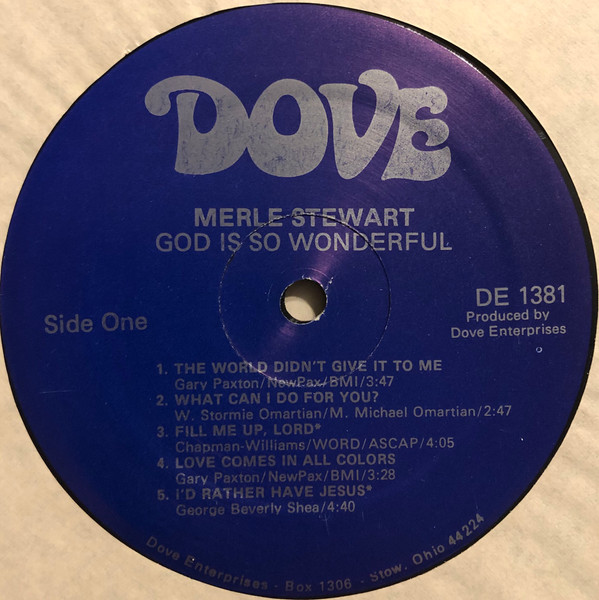 DOVE
MERLE STEWART
GOD IS SO WONDERFUL
DE 1381
Produced by
Dove Enterprises
Side One
1. THE WORLD DIDN'T GIVE IT TO ME
Gary Paxton/NewPax/BMI/3:47
2. WHAT CAN I DO FOR YOU?
W. Stormie Omartian/M. Michael Omartian/2:47
3. FILL ME UP, LORD*
Chapman-Williams/WORD/ASCAP/4:05
4. LOVE COMES IN ALL COLORS
Gary Paxton/NewPax/BMI/3:28
5. I'D RATHER HAVE JESUS*
George Beverly Shea/4:40
Dove Enterprises - Box 1306 - Stow, Ohio 44224